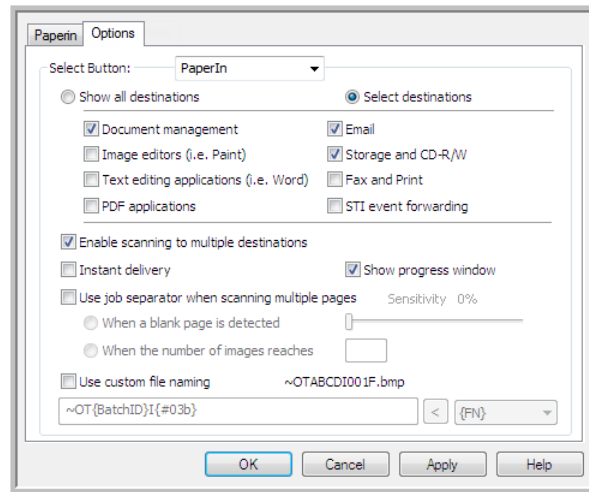 Paperin Options
Select Button: PaperIn
Show all destinations Select destinations
Document management Email
Image editors (i.e. Paint) Storage and CD-R/W
Text editing applications (i.e. Word) Fax and Print
PDF applications STI event forwarding
Enable scanning to multiple destinations
Instant delivery Show progress window
Use job separator when scanning multiple pages Sensitivity 0%
When a blank page is detected
When the number of images reaches
Use custom file naming ~OTABCDI001F.bmp
~OT{BatchID}I{#03b} < {FN}
OK Cancel Apply Help